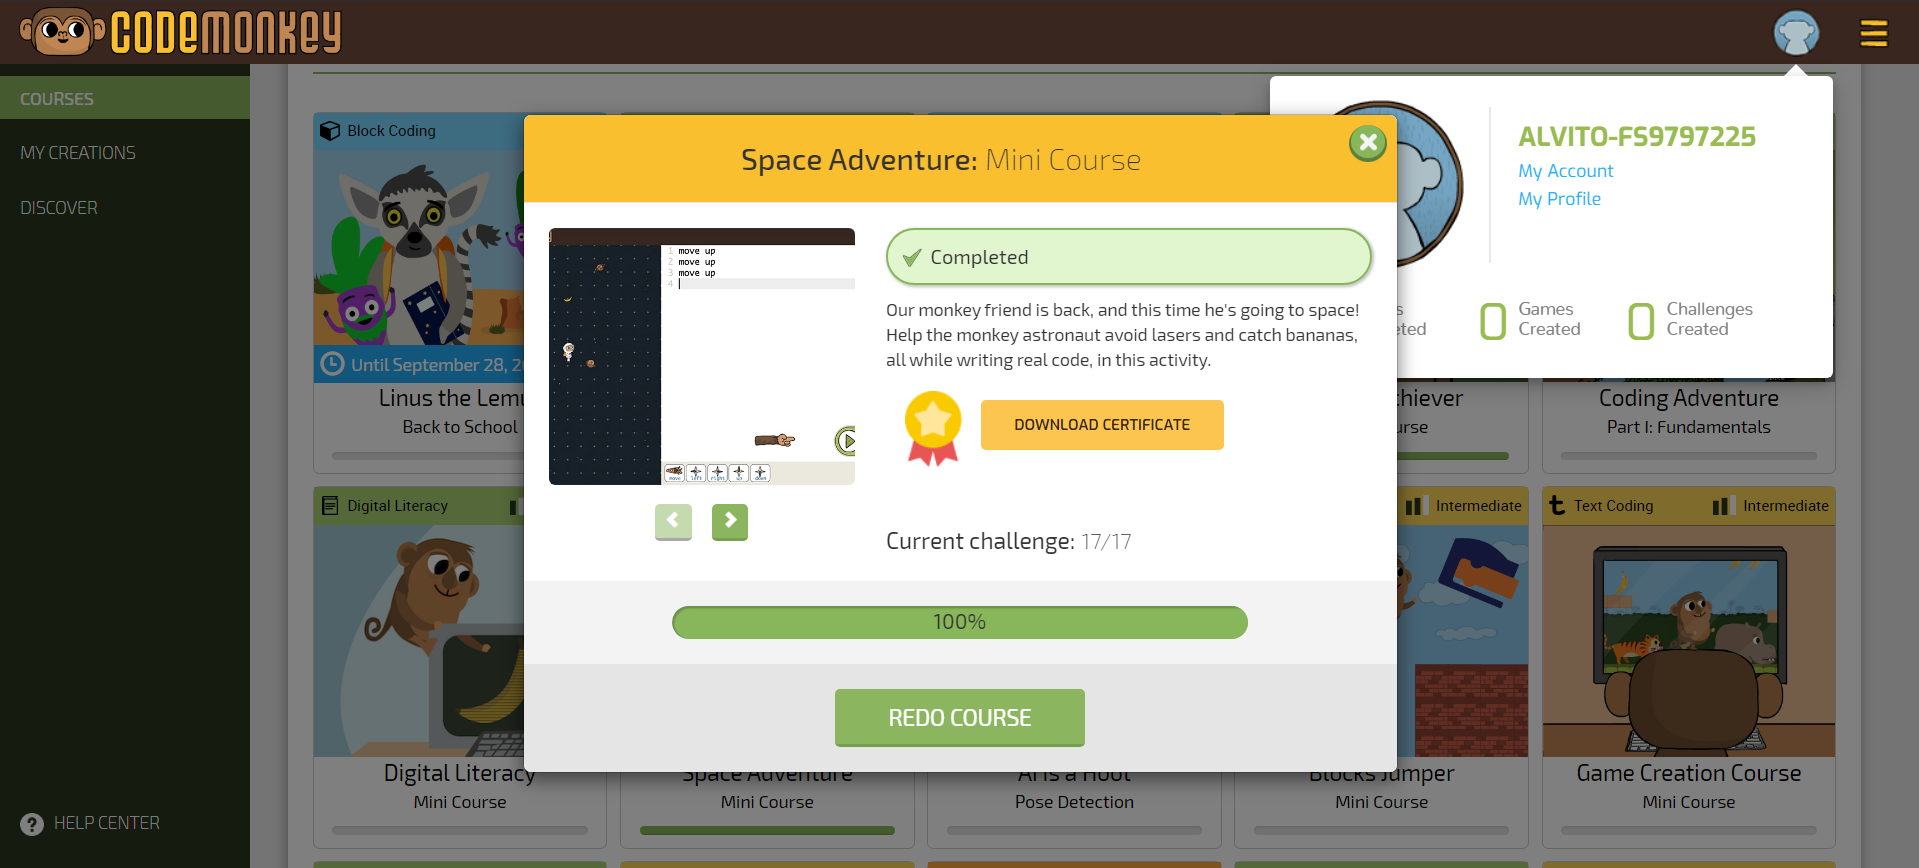 CODEMONKEY
COURSES
MY CREATIONS
DISCOVER
HELP CENTER
ALVITO-FS9797225
My Account
My Profile
Games
Created
Challenges
Created
0
0
Block Coding
Until September 28, 2
Linus the Lemu
Back to School
Coding Adventure
Part I: Fundamentals
Space Adventure: Mini Course
1 move up
2 move up
3 move up
4
move left right up down
Completed
Our monkey friend is back, and this time he's going to space!
Help the monkey astronaut avoid lasers and catch bananas,
all while writing real code, in this activity.
DOWNLOAD CERTIFICATE
Current challenge: 17/17
100%
REDO COURSE
Digital Literacy
Intermediate
Text Coding
Intermediate
Digital Literacy
Mini Course
Space Adventure
Mini Course
AI is a Hoot
Pose Detection
Blocks Jumper
Mini Course
Game Creation Course
Mini Course